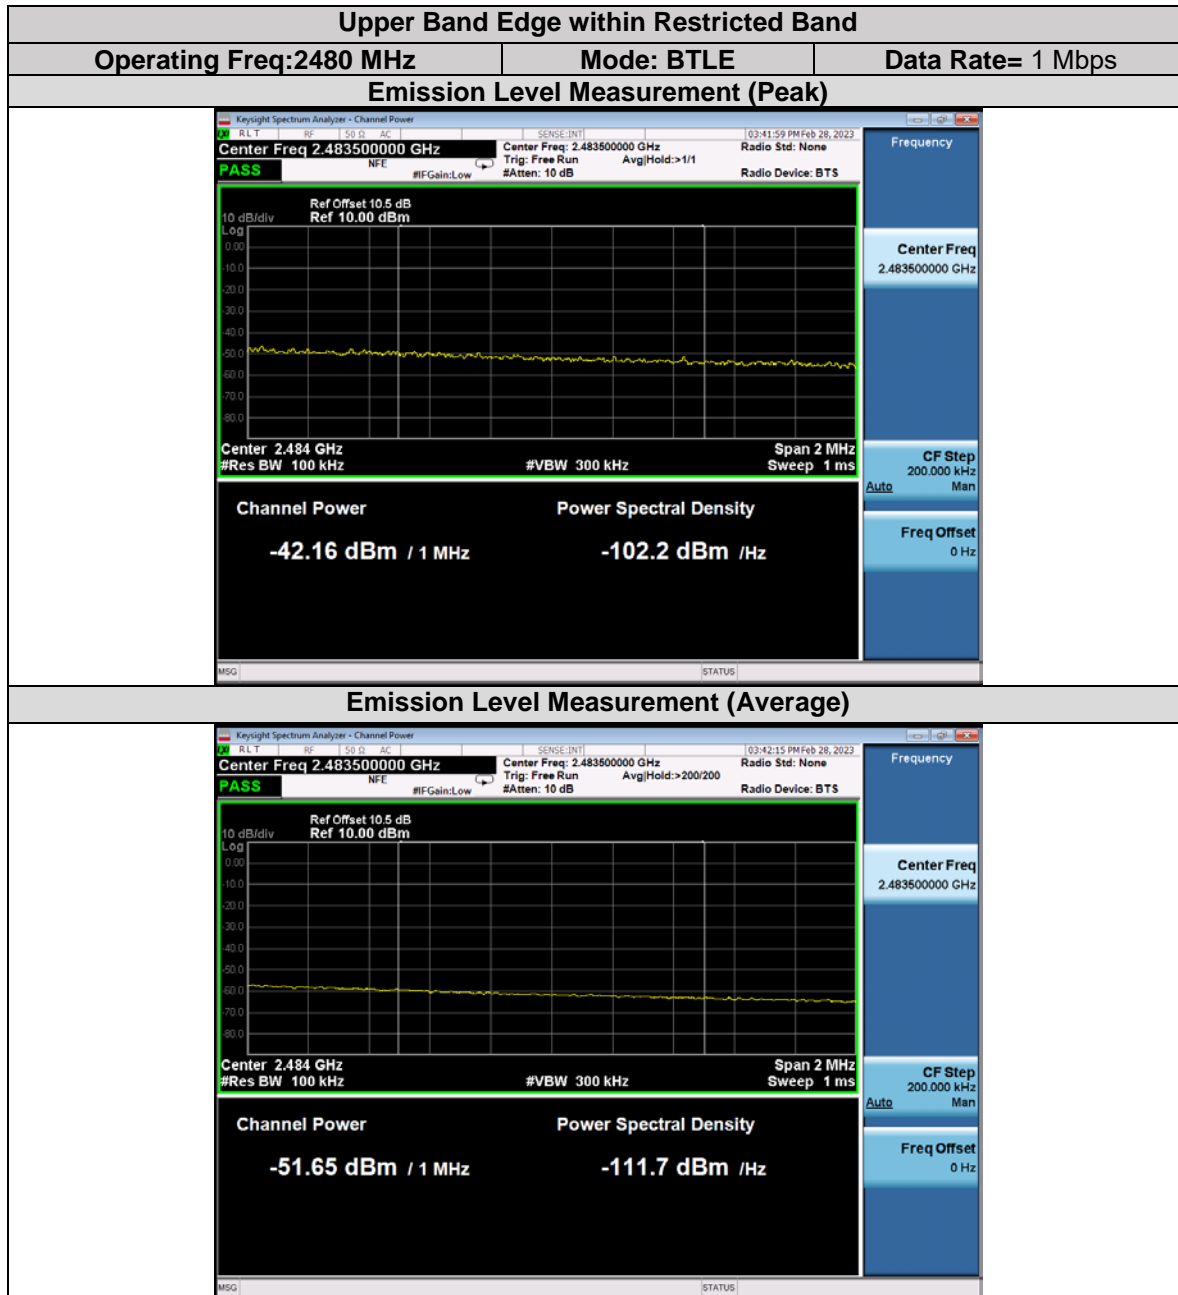 Upper Band Edge within Restricted Band
Operating Freq:2480 MHz Mode: BTLE Data Rate= 1 Mbps
Emission Level Measurement (Peak)
Keysight Spectrum Analyzer - Channel Power
RLT RF 50 Ω AC SENSE:INT 03:41:59 PM Feb 28, 2023
Center Freq 2.483500000 GHz Center Freq: 2.483500000 GHz Radio Std: None Frequency
NFE Trig: Free Run Avg|Hold:>1/1
PASS #IFGain:Low #Atten: 10 dB Radio Device: BTS
Ref Offset 10.5 dB
10 dB/div Ref 10.00 dBm
Log
0.00
-10.0
-20.0
-30.0
-40.0
-50.0
-60.0
-70.0
-80.0
Center Freq
2.483500000 GHz
Center 2.484 GHz Span 2 MHz
#Res BW 100 kHz #VBW 300 kHz Sweep 1 ms
CF Step
200.000 kHz
Auto Man
Channel Power Power Spectral Density
-42.16 dBm / 1 MHz -102.2 dBm /Hz
Freq Offset
0 Hz
MSG STATUS
Emission Level Measurement (Average)
Keysight Spectrum Analyzer - Channel Power
RLT RF 50 Ω AC SENSE:INT 03:42:15 PM Feb 28, 2023
Center Freq 2.483500000 GHz Center Freq: 2.483500000 GHz Radio Std: None Frequency
NFE Trig: Free Run Avg|Hold:>200/200
PASS #IFGain:Low #Atten: 10 dB Radio Device: BTS
Ref Offset 10.5 dB
10 dB/div Ref 10.00 dBm
Log
0.00
-10.0
-20.0
-30.0
-40.0
-50.0
-60.0
-70.0
-80.0
Center Freq
2.483500000 GHz
Center 2.484 GHz Span 2 MHz
#Res BW 100 kHz #VBW 300 kHz Sweep 1 ms
CF Step
200.000 kHz
Auto Man
Channel Power Power Spectral Density
-51.65 dBm / 1 MHz -111.7 dBm /Hz
Freq Offset
0 Hz
MSG STATUS